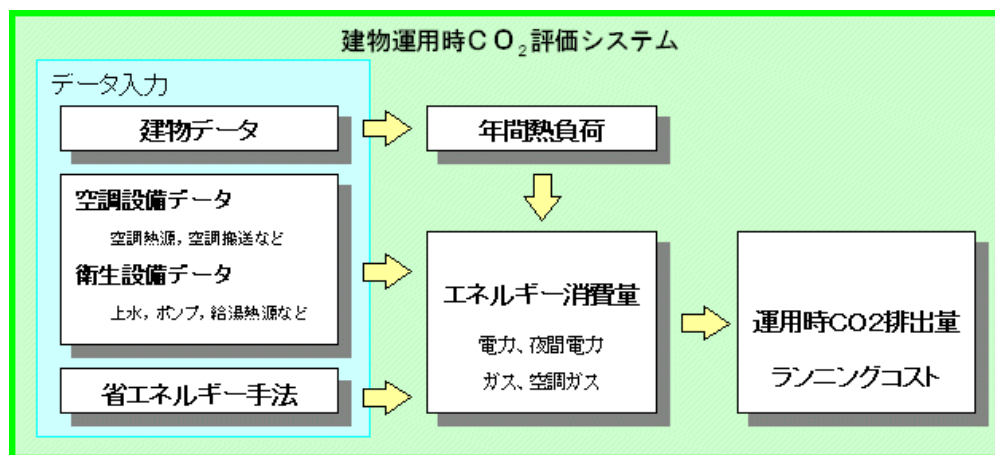 建物運用時CO₂評価システム
データ入力
建物データ
年間熱負荷
空調設備データ
空調熱源，空調搬送など
衛生設備データ
上水，ポンプ，給湯熱源など
省エネルギー手法
エネルギー消費量
電力、夜間電力
ガス、空調ガス
運用時CO2排出量
ランニングコスト